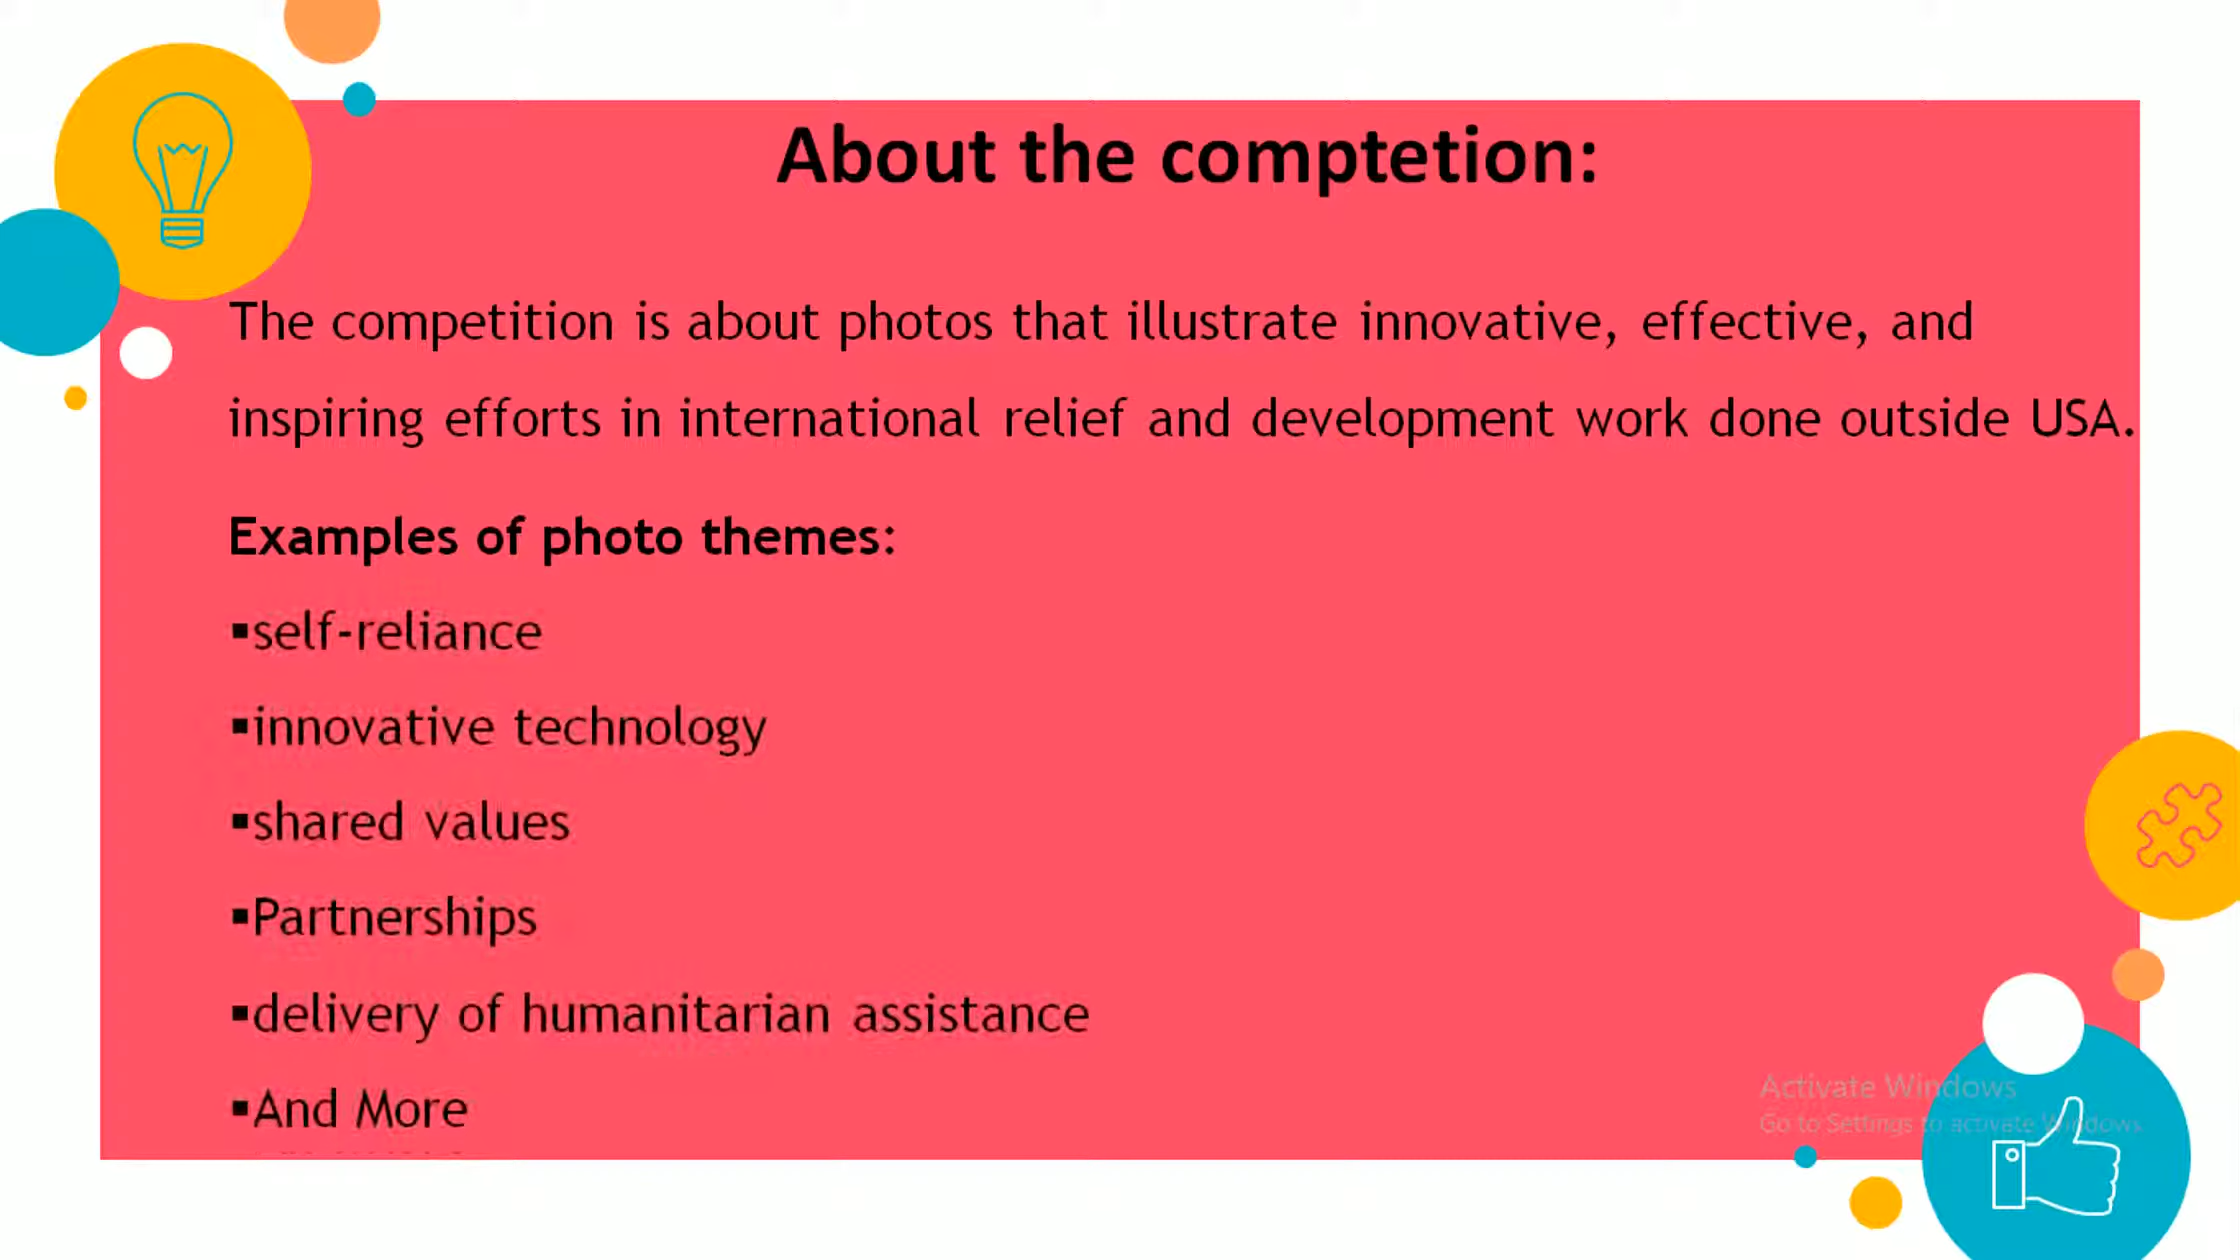 About the comptetion:
The competition is about photos that illustrate innovative, effective, and
inspiring efforts in international relief and development work done outside USA.
Examples of photo themes:
▪self-reliance
▪innovative technology
▪shared values
▪Partnerships
▪delivery of humanitarian assistance
▪And More
Activate Windows
Go to Settings to activate Windows.